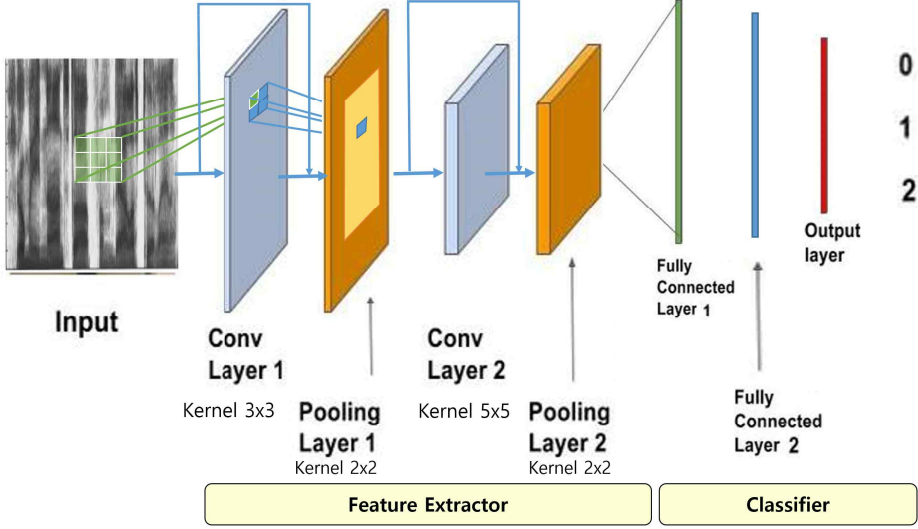 0
1
2
Output
layer
Fully
Connected
Layer 1
Input
Conv
Layer 1
Kernel 3x3
Pooling
Layer 1
Kernel 2x2
Conv
Layer 2
Kernel 5x5
Pooling
Layer 2
Kernel 2x2
Fully
Connected
Layer 2
Feature Extractor
Classifier